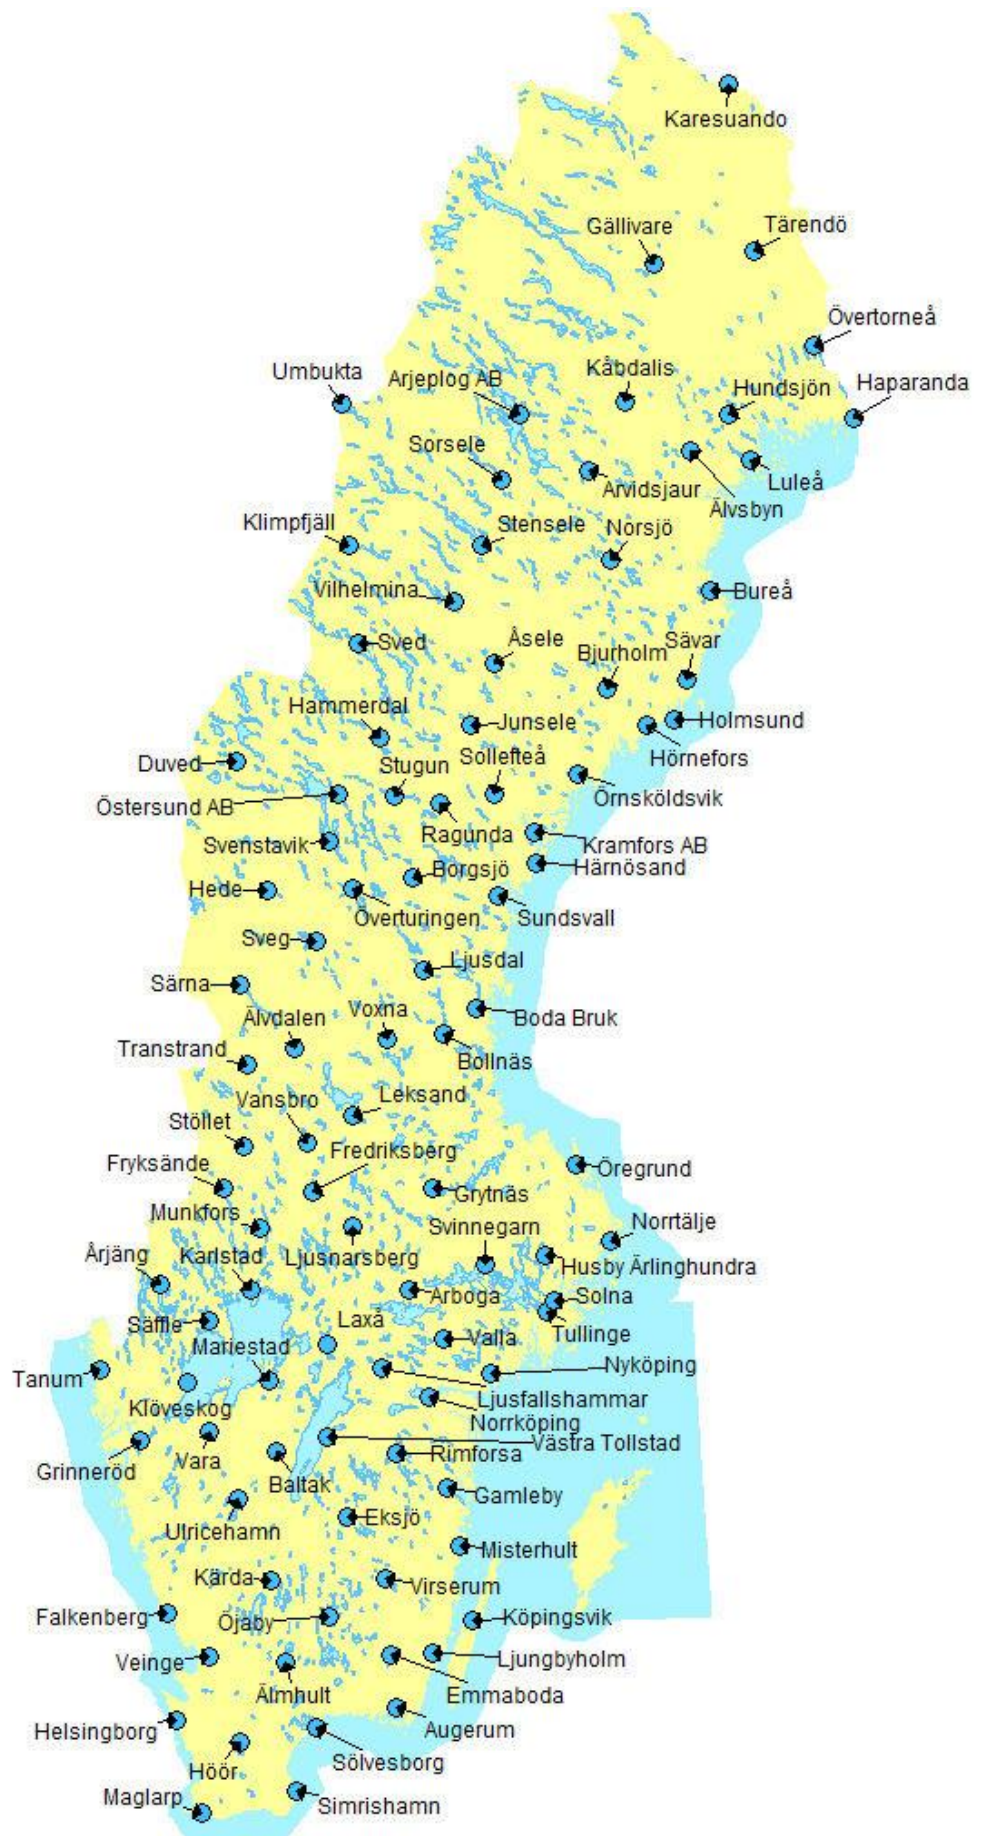 Karesuando
Tärendö
Gällivare
Övertorneå
Umbukta
Arjeplog AB
Kåbdalis
Hundsjön
Haparanda
Sorsele
Luleå
Arvidsjaur
Älvsbyn
Klimpfjäll
Stensele
Norsjö
Vilhelmina
Bureå
Sved
Åsele
Sävar
Bjurholm
Hammerdal
Junsele
Holmsund
Hörnefors
Duved
Stugun
Sollefteå
Örnsköldsvik
Östersund AB
Ragunda
Svenstavik
Kramfors AB
Borgsjö
Härnösand
Hede
Överturingen
Sundsvall
Sveg
Ljusdal
Särna
Voxna
Boda Bruk
Älvdalen
Transtrand
Bollnäs
Vansbro
Leksand
Stöllet
Fredriksberg
Fryksände
Öregrund
Grytnäs
Munkfors
Svinnegarn
Norrtälje
Årjäng
Karlstad
Ljusnarsberg
Husby Ärlinghundra
Arboga
Solna
Säffle
Laxå
Valla
Tullinge
Mariestad
Tanum
Nyköping
Ljusfallshammar
Klöveskog
Norrköping
Västra Tollstad
Grinneröd
Vara
Rimforsa
Baltak
Gamleby
Ulricehamn
Eksjö
Misterhult
Kärda
Virserum
Falkenberg
Öjaby
Köpingsvik
Veinge
Ljungbyholm
Älmhult
Emmaboda
Helsingborg
Augerum
Höör
Sölvesborg
Maglarp
Simrishamn